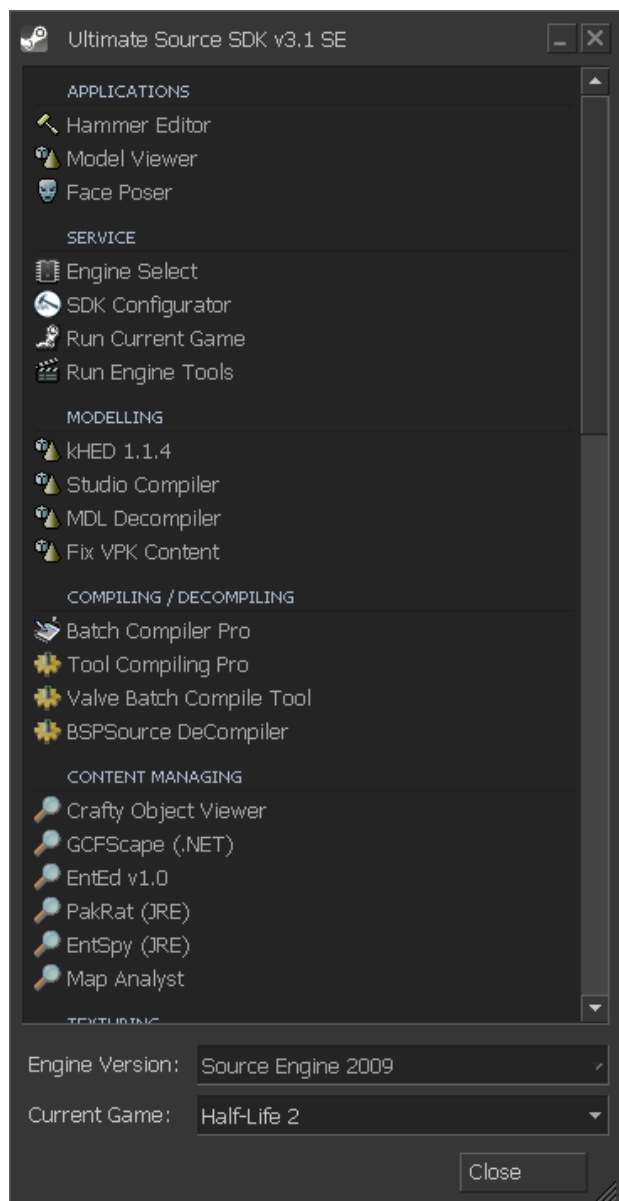 Ultimate Source SDK v3.1 SE
APPLICATIONS
Hammer Editor
Model Viewer
Face Poser
SERVICE
Engine Select
SDK Configurator
Run Current Game
Run Engine Tools
MODELLING
kHED 1.1.4
Studio Compiler
MDL Decompiler
Fix VPK Content
COMPILING / DECOMPILING
Batch Compiler Pro
Tool Compiling Pro
Valve Batch Compile Tool
BSPSource DeCompiler
CONTENT MANAGING
Crafty Object Viewer
GCFScape (.NET)
EntEd v1.0
PakRat (JRE)
EntSpy (JRE)
Map Analyst
TEXTURING
Engine Version: Source Engine 2009
Current Game: Half-Life 2
Close